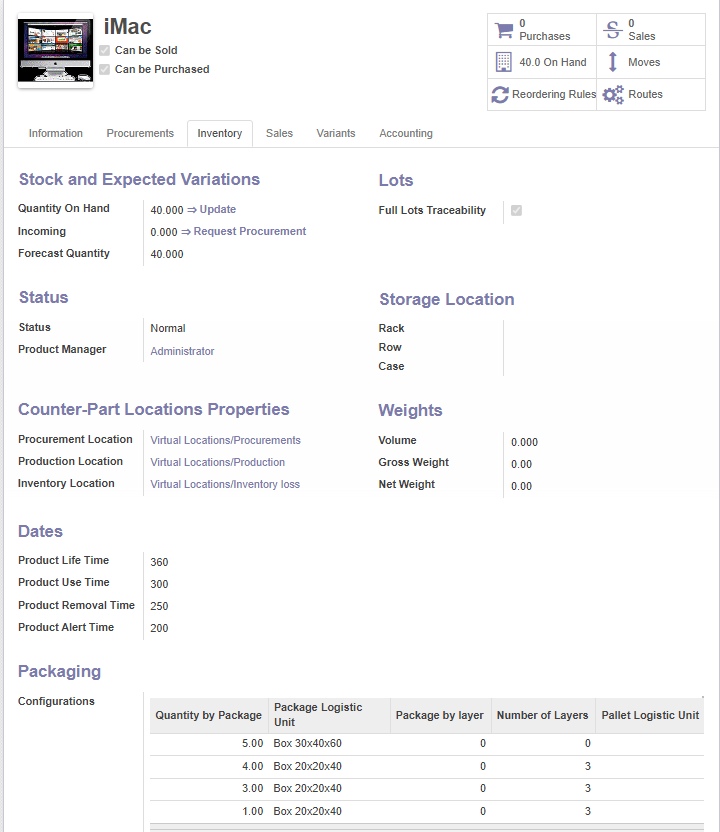 iMac
Can be Sold
Can be Purchased
0 Purchases
0 Sales
40.0 On Hand
Moves
Reordering Rules
Routes
Information Procurements Inventory Sales Variants Accounting
Stock and Expected Variations
Quantity On Hand 40.000 ⇒ Update
Incoming 0.000 ⇒ Request Procurement
Forecast Quantity 40.000
Lots
Full Lots Traceability
Status
Status Normal
Product Manager Administrator
Storage Location
Rack
Row
Case
Counter-Part Locations Properties
Procurement Location Virtual Locations/Procurements
Production Location Virtual Locations/Production
Inventory Location Virtual Locations/Inventory loss
Weights
Volume 0.000
Gross Weight 0.00
Net Weight 0.00
Dates
Product Life Time 360
Product Use Time 300
Product Removal Time 250
Product Alert Time 200
Packaging
Configurations
Quantity by Package Package Logistic Unit Package by layer Number of Layers Pallet Logistic Unit
5.00 Box 30x40x60 0 0
4.00 Box 20x20x40 0 3
3.00 Box 20x20x40 0 3
1.00 Box 20x20x40 0 3